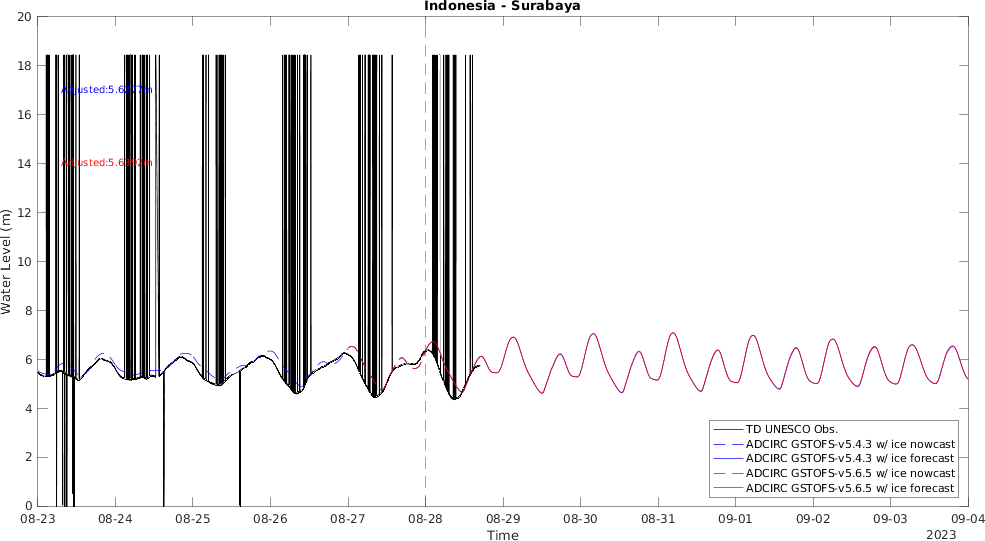 Indonesia - Surabaya
20
18
16
14
12
10
8
6
4
2
0
Water Level (m)
TD UNESCO Obs.
ADCIRC GSTOFS-v5.4.3 w/ ice nowcast
ADCIRC GSTOFS-v5.4.3 w/ ice forecast
ADCIRC GSTOFS-v5.6.5 w/ ice nowcast
ADCIRC GSTOFS-v5.6.5 w/ ice forecast
08-23 08-24 08-25 08-26 08-27 08-28 08-29 08-30 08-31 09-01 09-02 09-03 09-04
Time
2023